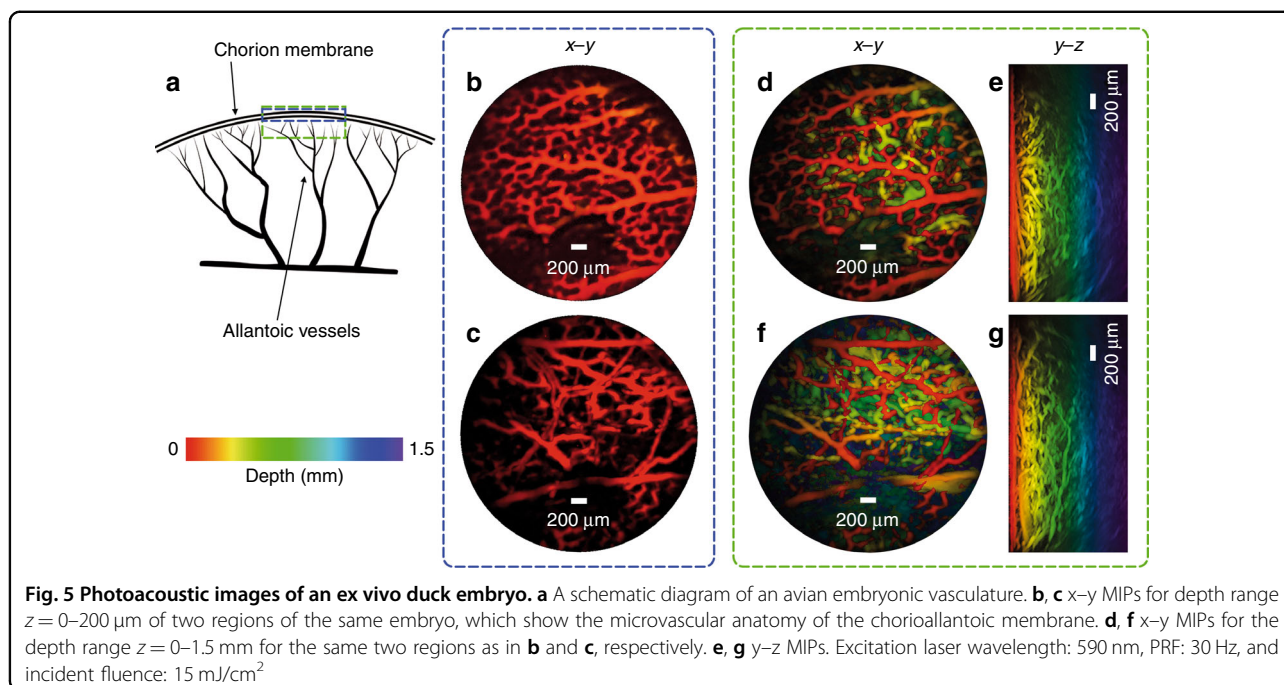 Chorion membrane
a
Allantoic vessels
0
1.5
Depth (mm)
x–y
b
200 μm
c
200 μm
x–y
y–z
d
200 μm
e
200 μm
f
200 μm
g
200 μm
Fig. 5 Photoacoustic images of an ex vivo duck embryo. a A schematic diagram of an avian embryonic vasculature. b, c x–y MIPs for depth range
z = 0–200 μm of two regions of the same embryo, which show the microvascular anatomy of the chorioallantoic membrane. d, f x–y MIPs for the
depth range z = 0–1.5 mm for the same two regions as in b and c, respectively. e, g y–z MIPs. Excitation laser wavelength: 590 nm, PRF: 30 Hz, and
incident fluence: 15 mJ/cm²